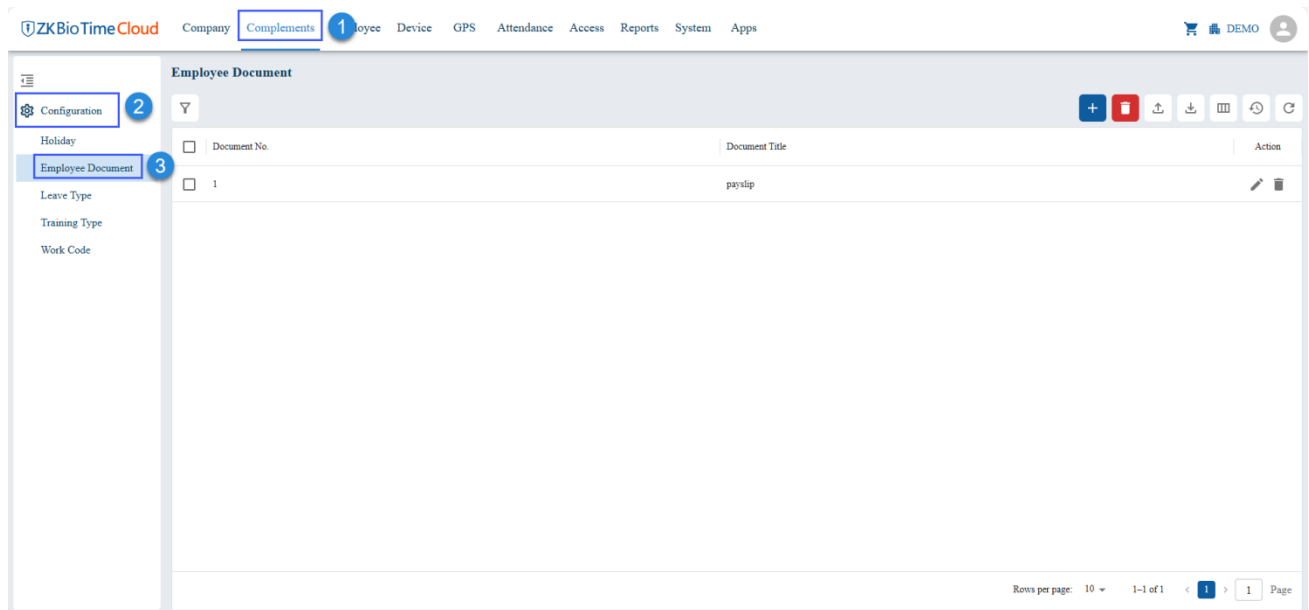 ZKBioTime Cloud Company Complements 1 loyee Device GPS Attendance Access Reports System Apps DEMO
Employee Document
Configuration 2
Holiday
Document No. Document Title Action
Employee Document 3
1 payslip
Leave Type
Training Type
Work Code
Rows per page: 10 1–1 of 1 < 1 > 1 Page